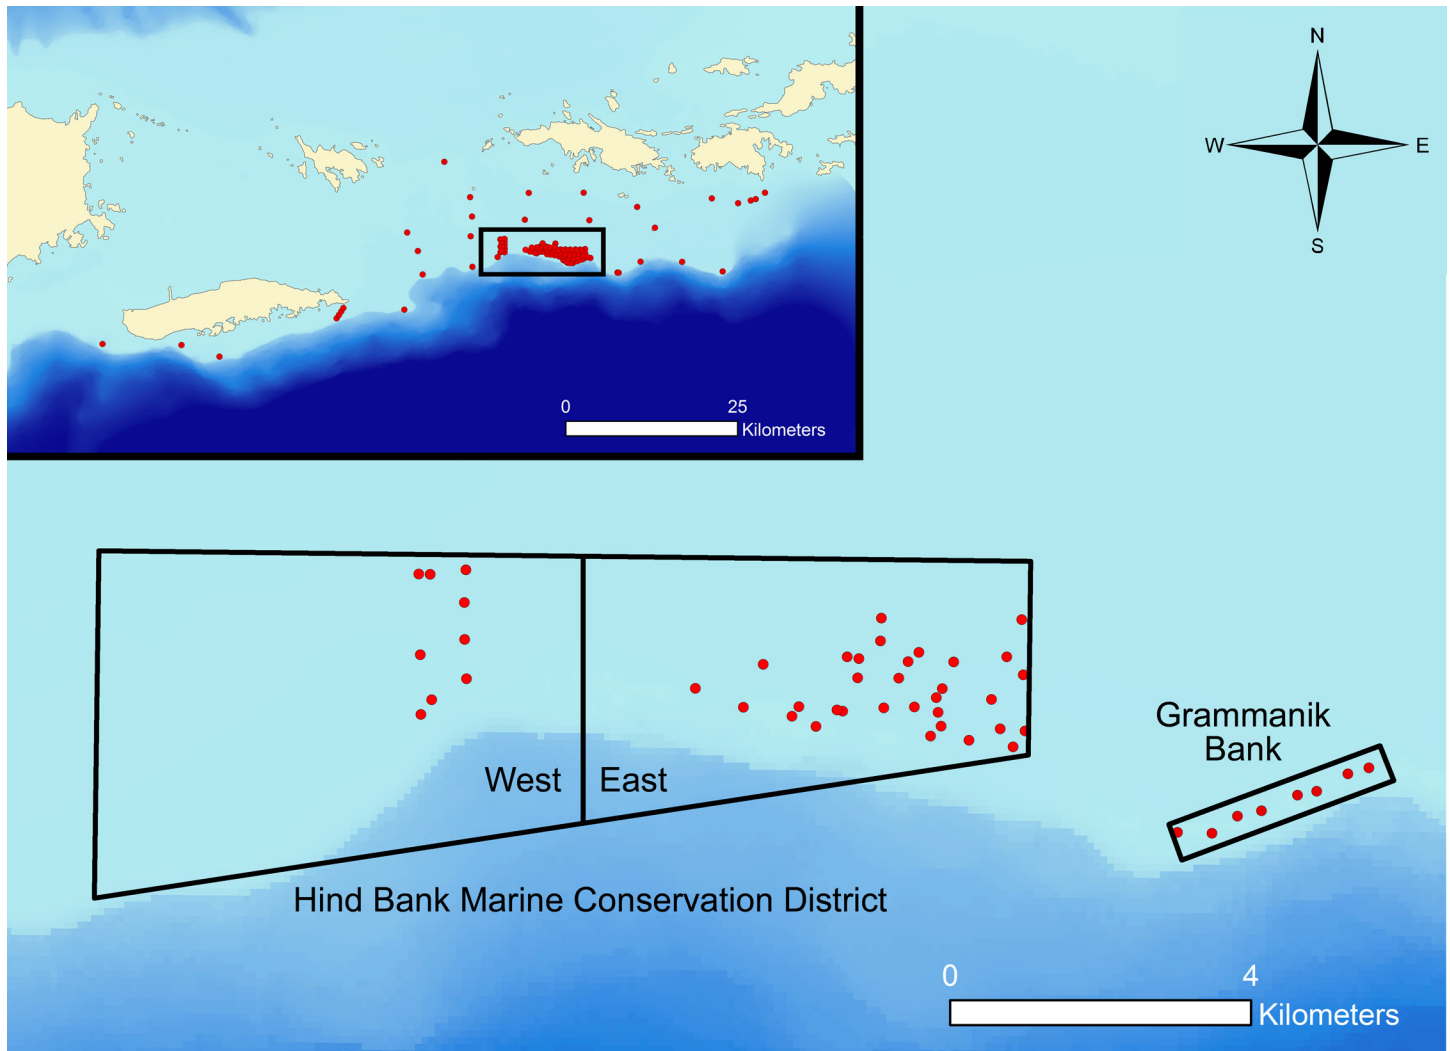 N
W
E
S
0 25
Kilometers
Grammanik
Bank
West
East
Hind Bank Marine Conservation District
0 4
Kilometers